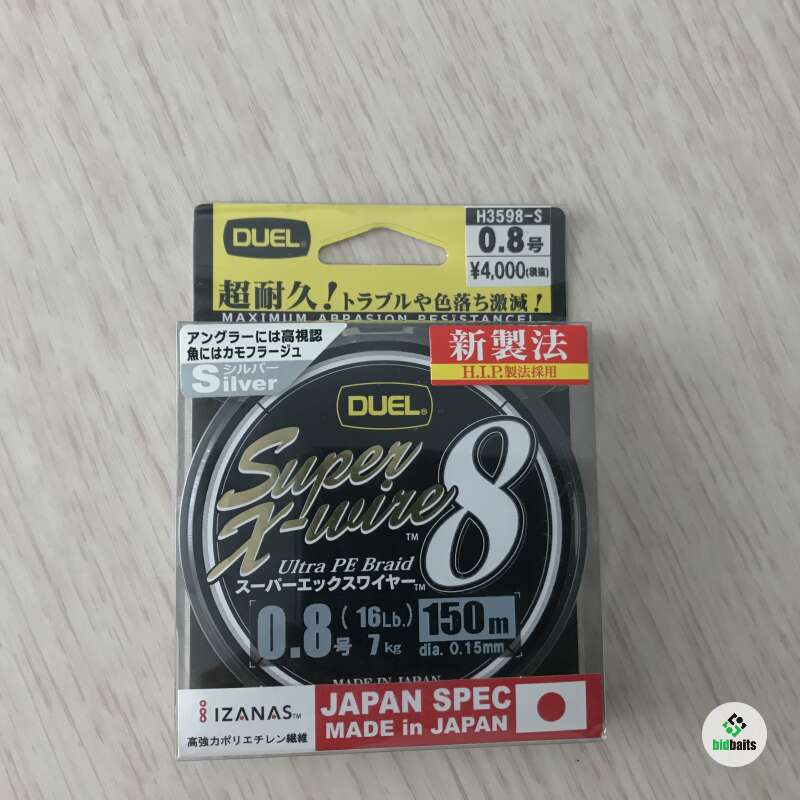 DUEL®
H3598-S
0.8号
¥4,000(税抜)
超耐久!トラブルや色落ち激減!
MAXIMUM ABRASION RESISTANCE!
アングラーには高視認
魚にはカモフラージュ
シルバー
Silver
新製法
H.I.P.製法採用
DUEL®
Super
X-wire 8
TM
Ultra PE Braid
スーパーエックスワイヤー TM
0.8号 (16Lb.) 7kg 150m
dia. 0.15mm
MADE IN JAPAN
IZANAS TM
高強力ポリエチレン繊維
JAPAN SPEC
MADE in JAPAN
bidbaits